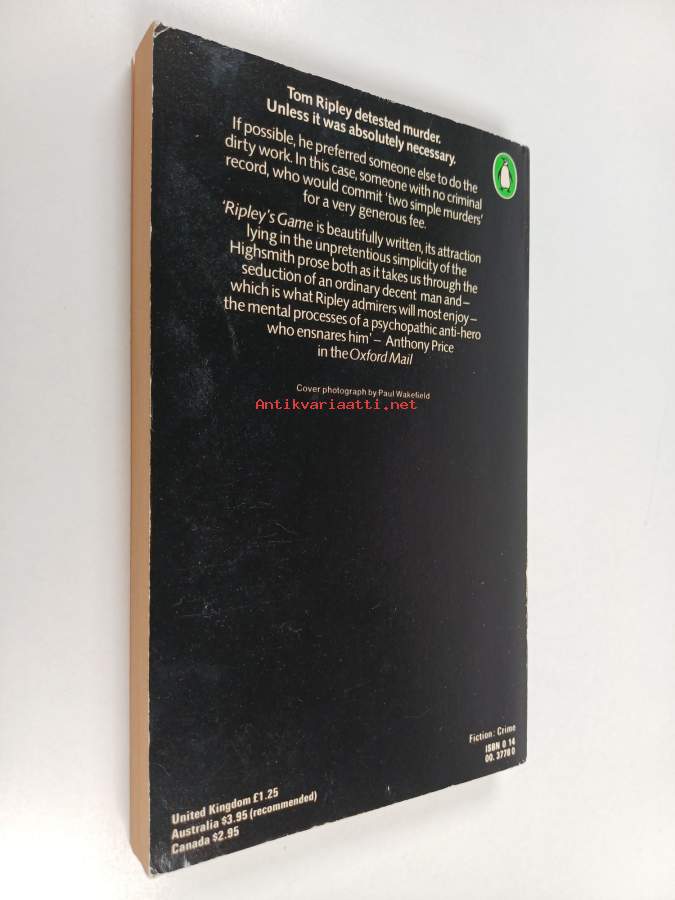 Tom Ripley detested murder.
Unless it was absolutely necessary.
If possible, he preferred someone else to do the
dirty work. In this case, someone with no criminal
record, who would commit ‘two simple murders’
for a very generous fee.
‘Ripley's Game is beautifully written, its attraction
lying in the unpretentious simplicity of the
Highsmith prose both as it takes us through the
seduction of an ordinary decent man and –
which is what Ripley admirers will most enjoy –
the mental processes of a psychopathic anti-hero
who ensnares him’ – Anthony Price
in the Oxford Mail
Cover photograph by Paul Wakefield
Antikvariaatti.net
Fiction: Crime
ISBN 0 14
00. 3778 0
United Kingdom £1.25
Australia $3.95 (recommended)
Canada $2.95